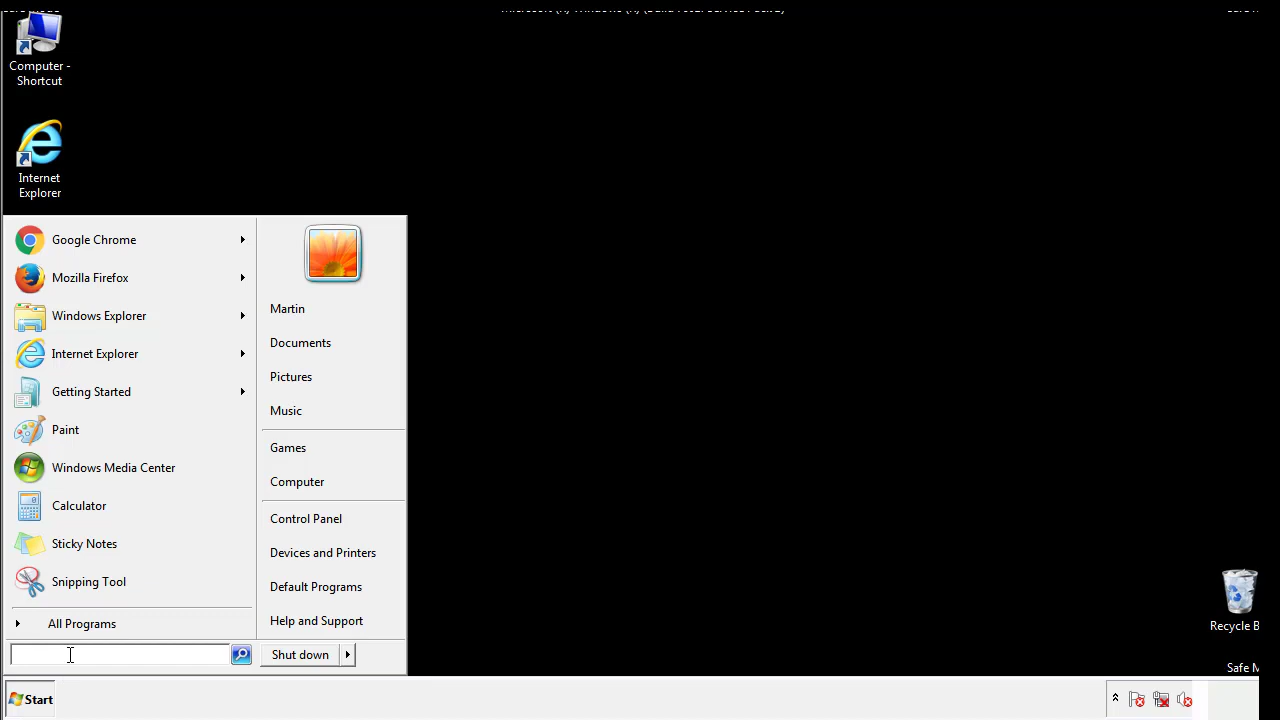 Computer -
Shortcut
Internet
Explorer
Google Chrome
Mozilla Firefox
Windows Explorer
Internet Explorer
Getting Started
Paint
Windows Media Center
Calculator
Sticky Notes
Snipping Tool
All Programs
Martin
Documents
Pictures
Music
Games
Computer
Control Panel
Devices and Printers
Default Programs
Help and Support
Shut down
Recycle B
Safe M
Start